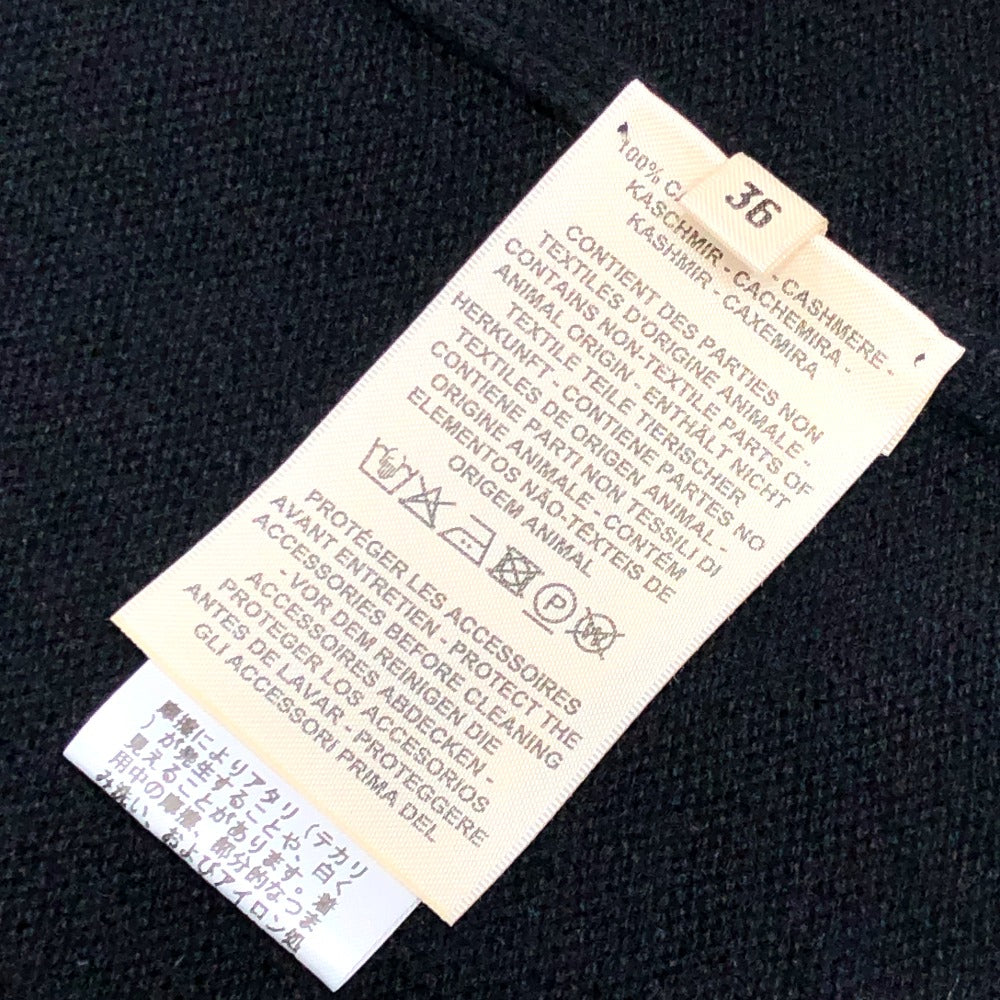 36
100% - CASHMERE -
KASCHMIR - CACHEMIRA -
KASHMIR - CAXEMIRA
CONTIENT DES PARTIES NON
TEXTILES D'ORIGINE ANIMALE -
CONTAINS NON-TEXTILE PARTS OF
ANIMAL ORIGIN - ENTHÄLT NICHT
TEXTILE TEILE TIERISCHER
HERKUNFT - CONTIENE PARTES NO
TEXTILES DE ORIGEN ANIMAL -
CONTIENE PARTI NON TESSILI DI
ORIGINE ANIMALE - CONTÉM
ELEMENTOS NÃO-TÊXTEIS DE
ORIGEM ANIMAL
P
PROTÉGER LES ACCESSOIRES
AVANT ENTRETIEN - PROTECT THE
ACCESSORIES BEFORE CLEANING
- VOR DEM REINIGEN DIE
ACCESSOIRES ABDECKEN -
PROTEGER LOS ACCESORIOS
ANTES DE LAVAR - PROTEGGERE
GLI ACCESSORI PRIMA DEL
摩擦によりアタリ(テカリ
)が発生することや、白く
見えることがあります。着
用中の摩擦、部分的なつま
み洗い、およびアイロン処